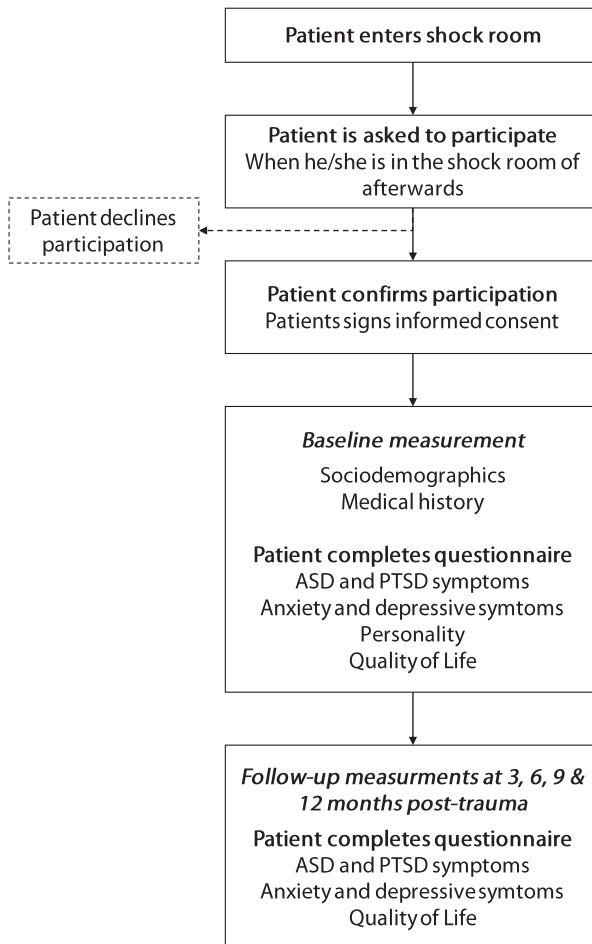 Patient enters shock room
Patient is asked to participate
When he/she is in the shock room of
afterwards
Patient declines
participation
Patient confirms participation
Patients signs informed consent
Baseline measurement
Sociodemographics
Medical history
Patient completes questionnaire
ASD and PTSD symptoms
Anxiety and depressive symtoms
Personality
Quality of Life
Follow-up measurments at 3, 6, 9 &
12 months post-trauma
Patient completes questionnaire
ASD and PTSD symptoms
Anxiety and depressive symtoms
Quality of Life